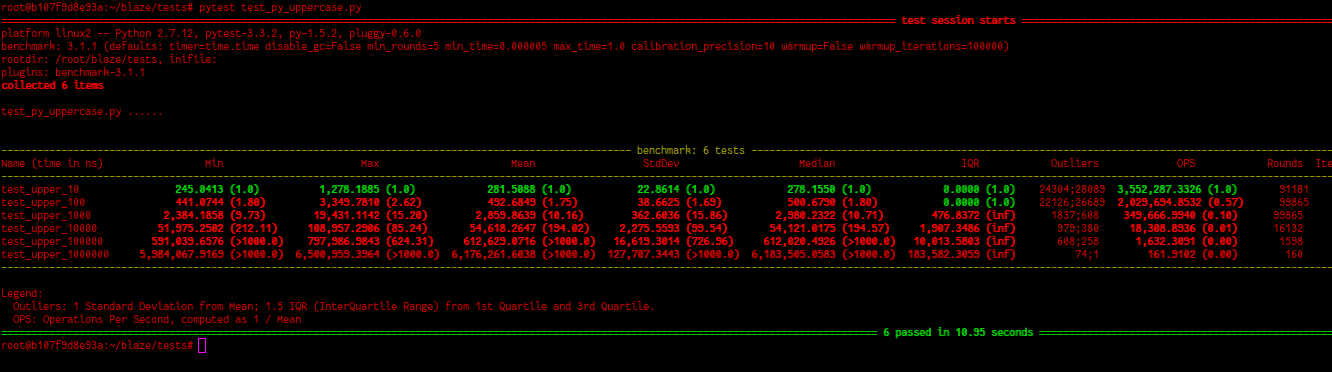 root@b107f9d8e93a:~/blaze/tests# pytest test_py_uppercase.py
test session starts
platform linux2 -- Python 2.7.12, pytest-3.3.2, py-1.5.2, pluggy-0.6.0
benchmark: 3.1.1 (defaults: timer=time.time disable_gc=False min_rounds=5 min_time=0.000005 max_time=1.0 calibration_precision=10 warmup=False warmup_iterations=100000)
rootdir: /root/blaze/tests, inifile:
plugins: benchmark-3.1.1
collected 6 items
test_py_uppercase.py ......
benchmark: 6 tests
Name (time in ns) Min Max Mean StdDev Median IQR Outliers OPS Rounds Ite
test_upper_10 245.0413 (1.0) 1,278.1885 (1.0) 281.5088 (1.0) 22.8614 (1.0) 278.1550 (1.0) 0.0000 (1.0) 24304;28089 3,552,287.3326 (1.0) 91181
test_upper_100 441.0744 (1.80) 3,349.7810 (2.62) 492.6849 (1.75) 38.6625 (1.69) 500.6790 (1.80) 0.0000 (1.0) 22126;26689 2,029,694.8532 (0.57) 99865
test_upper_1000 2,384.1858 (9.73) 19,431.1142 (15.20) 2,859.8639 (10.16) 362.6036 (15.86) 2,980.2322 (10.71) 476.8372 (inf) 1837;608 349,666.9940 (0.10) 99865
test_upper_10000 51,975.2502 (212.11) 108,957.2906 (85.24) 54,618.2647 (194.02) 2,275.5593 (99.54) 54,121.0175 (194.57) 1,907.3486 (inf) 979;380 18,308.8936 (0.01) 16132
test_upper_100000 591,039.6576 (>1000.0) 797,986.9843 (624.31) 612,629.0716 (>1000.0) 16,619.3014 (726.96) 612,020.4926 (>1000.0) 10,013.5803 (inf) 608;258 1,632.3091 (0.00) 1598
test_upper_1000000 5,984,067.9169 (>1000.0) 6,500,959.3964 (>1000.0) 6,176,261.6038 (>1000.0) 127,707.3443 (>1000.0) 6,183,505.0583 (>1000.0) 183,582.3059 (inf) 74;1 161.9102 (0.00) 160
Legend:
Outliers: 1 Standard Deviation from Mean; 1.5 IQR (InterQuartile Range) from 1st Quartile and 3rd Quartile.
OPS: Operations Per Second, computed as 1 / Mean
6 passed in 10.95 seconds
root@b107f9d8e93a:~/blaze/tests#